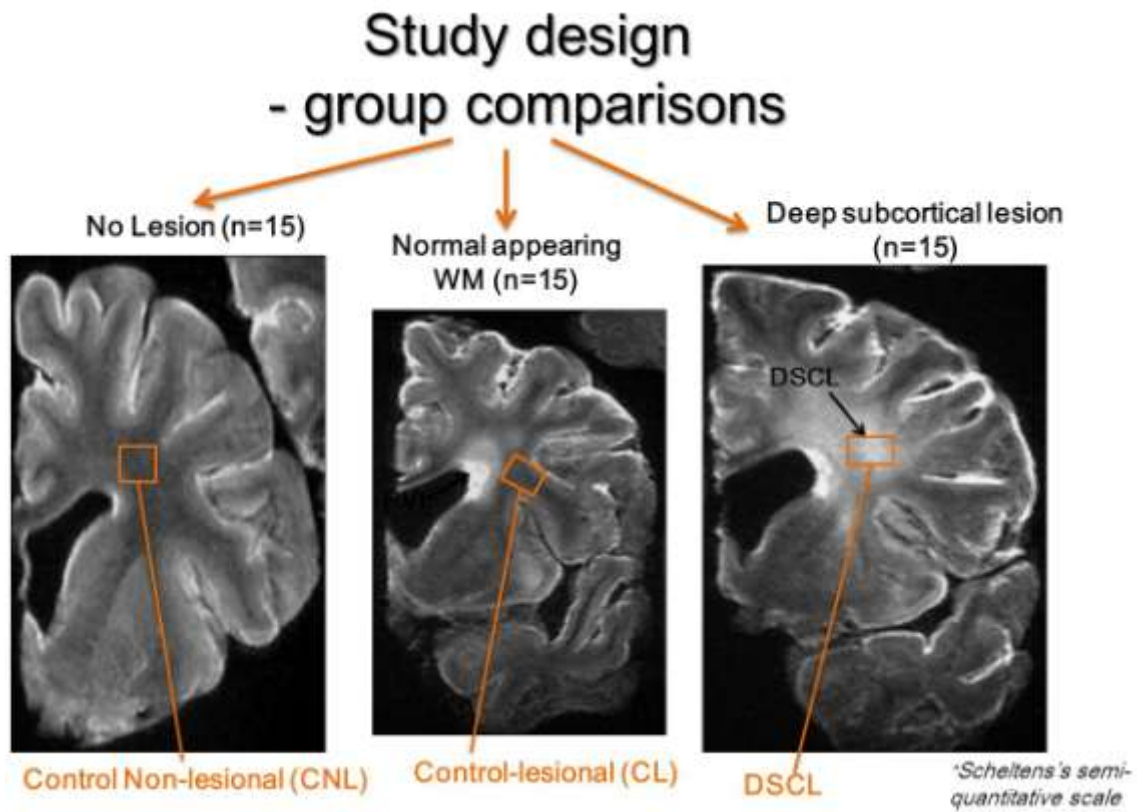 Study design
- group comparisons
No Lesion (n=15)
Normal appearing
WM (n=15)
Deep subcortical lesion
(n=15)
DSCL
Control Non-lesional (CNL)
Control-lesional (CL)
DSCL
*Scheltens's semi-
quantitative scale